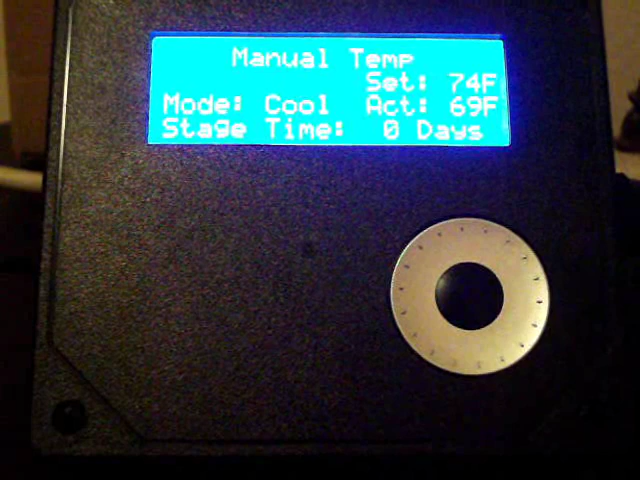 Manual Temp
Set: 74F
Mode: Cool Act: 69F
Stage Time: 0 Days